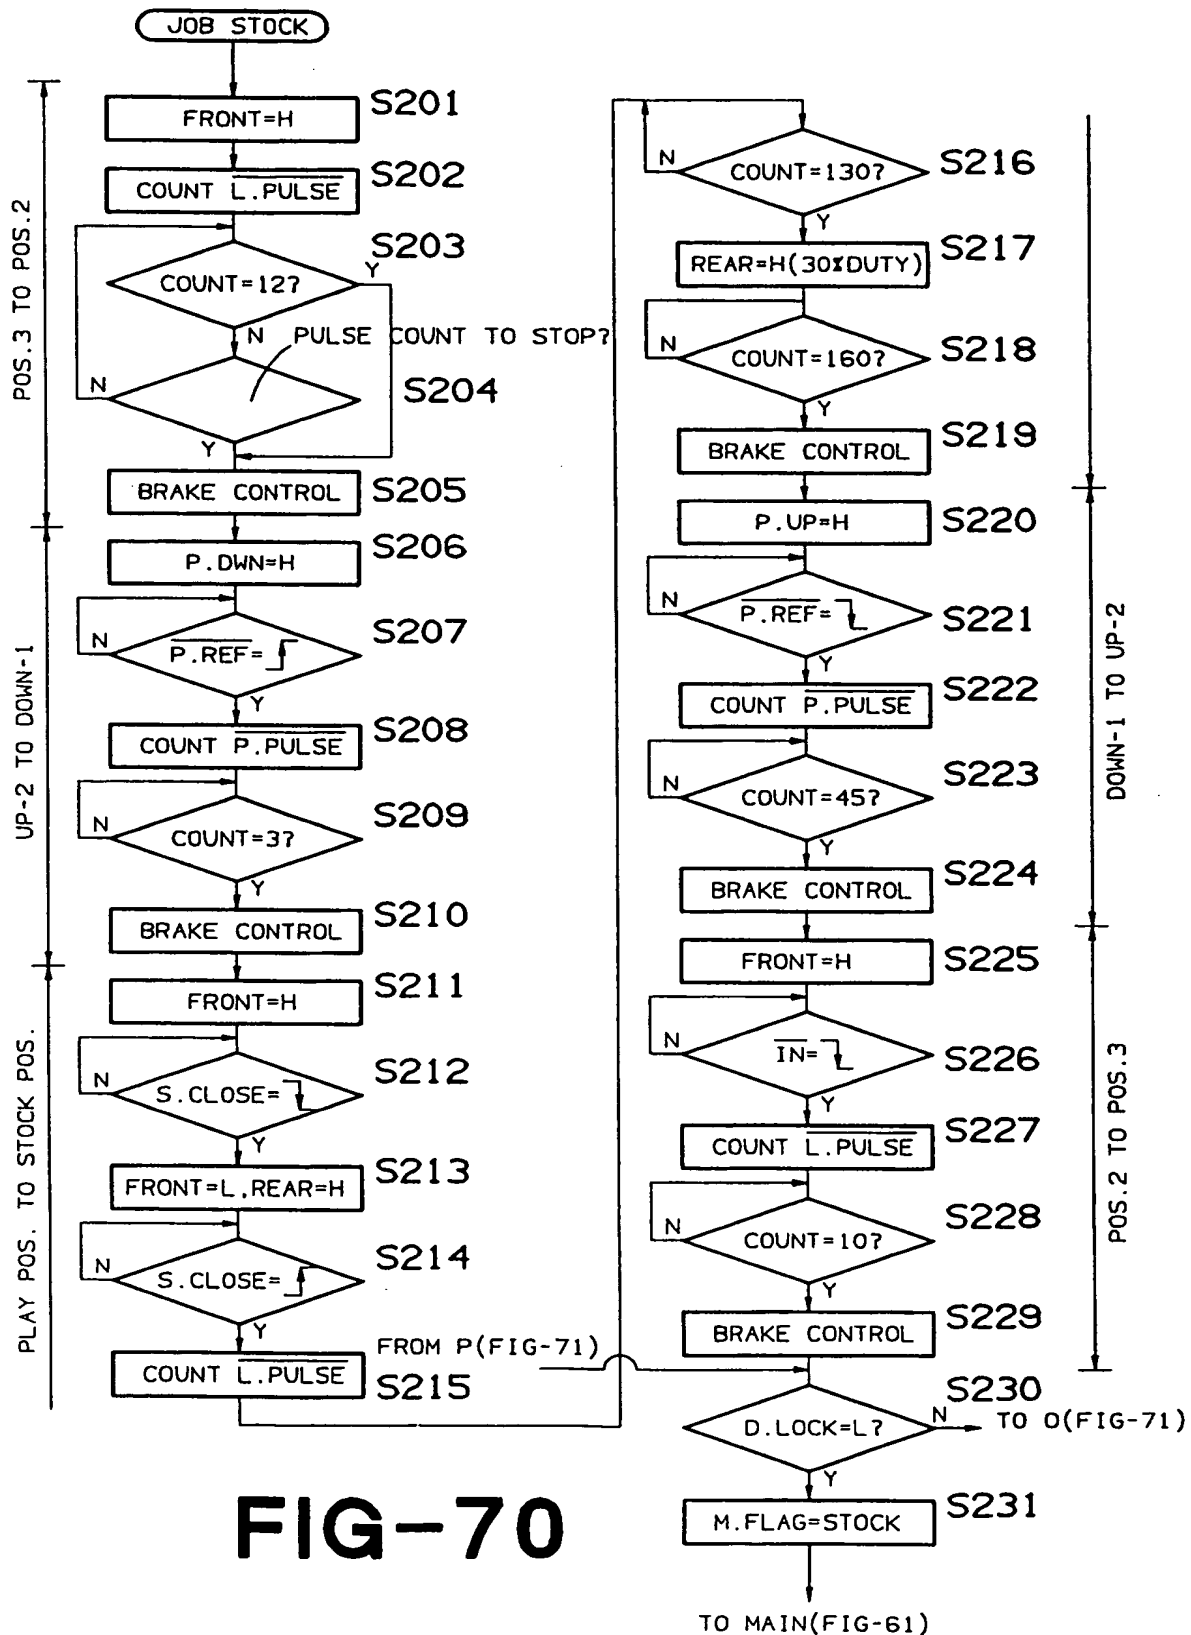 JOB STOCK
POS.3 TO POS.2
FRONT=H
S201
COUNT L.PULSE
S202
S203
COUNT=12?
Y
N
PULSE COUNT TO STOP?
N
S204
Y
BRAKE CONTROL
S205
UP-2 TO DOWN-1
P.DWN=H
S206
N
P.REF=
S207
Y
COUNT P.PULSE
S208
N
COUNT=3?
S209
Y
BRAKE CONTROL
S210
PLAY POS. TO STOCK POS.
FRONT=H
S211
N
S.CLOSE=
S212
Y
FRONT=L,REAR=H
S213
N
S.CLOSE=
S214
Y
COUNT L.PULSE
S215
N
COUNT=130?
S216
Y
REAR=H(30%DUTY)
S217
N
COUNT=160?
S218
Y
BRAKE CONTROL
S219
DOWN-1 TO UP-2
P.UP=H
S220
N
P.REF=
S221
Y
COUNT P.PULSE
S222
N
COUNT=45?
S223
Y
BRAKE CONTROL
S224
POS.2 TO POS.3
FRONT=H
S225
N
IN=
S226
Y
COUNT L.PULSE
S227
N
COUNT=10?
S228
Y
BRAKE CONTROL
S229
FROM P(FIG-71)
S230
D.LOCK=L?
N
TO O(FIG-71)
Y
M.FLAG=STOCK
S231
TO MAIN(FIG-61)
FIG-70